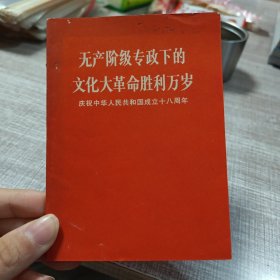 无产阶级专政下的
文化大革命胜利万岁
庆祝中华人民共和国成立十八周年